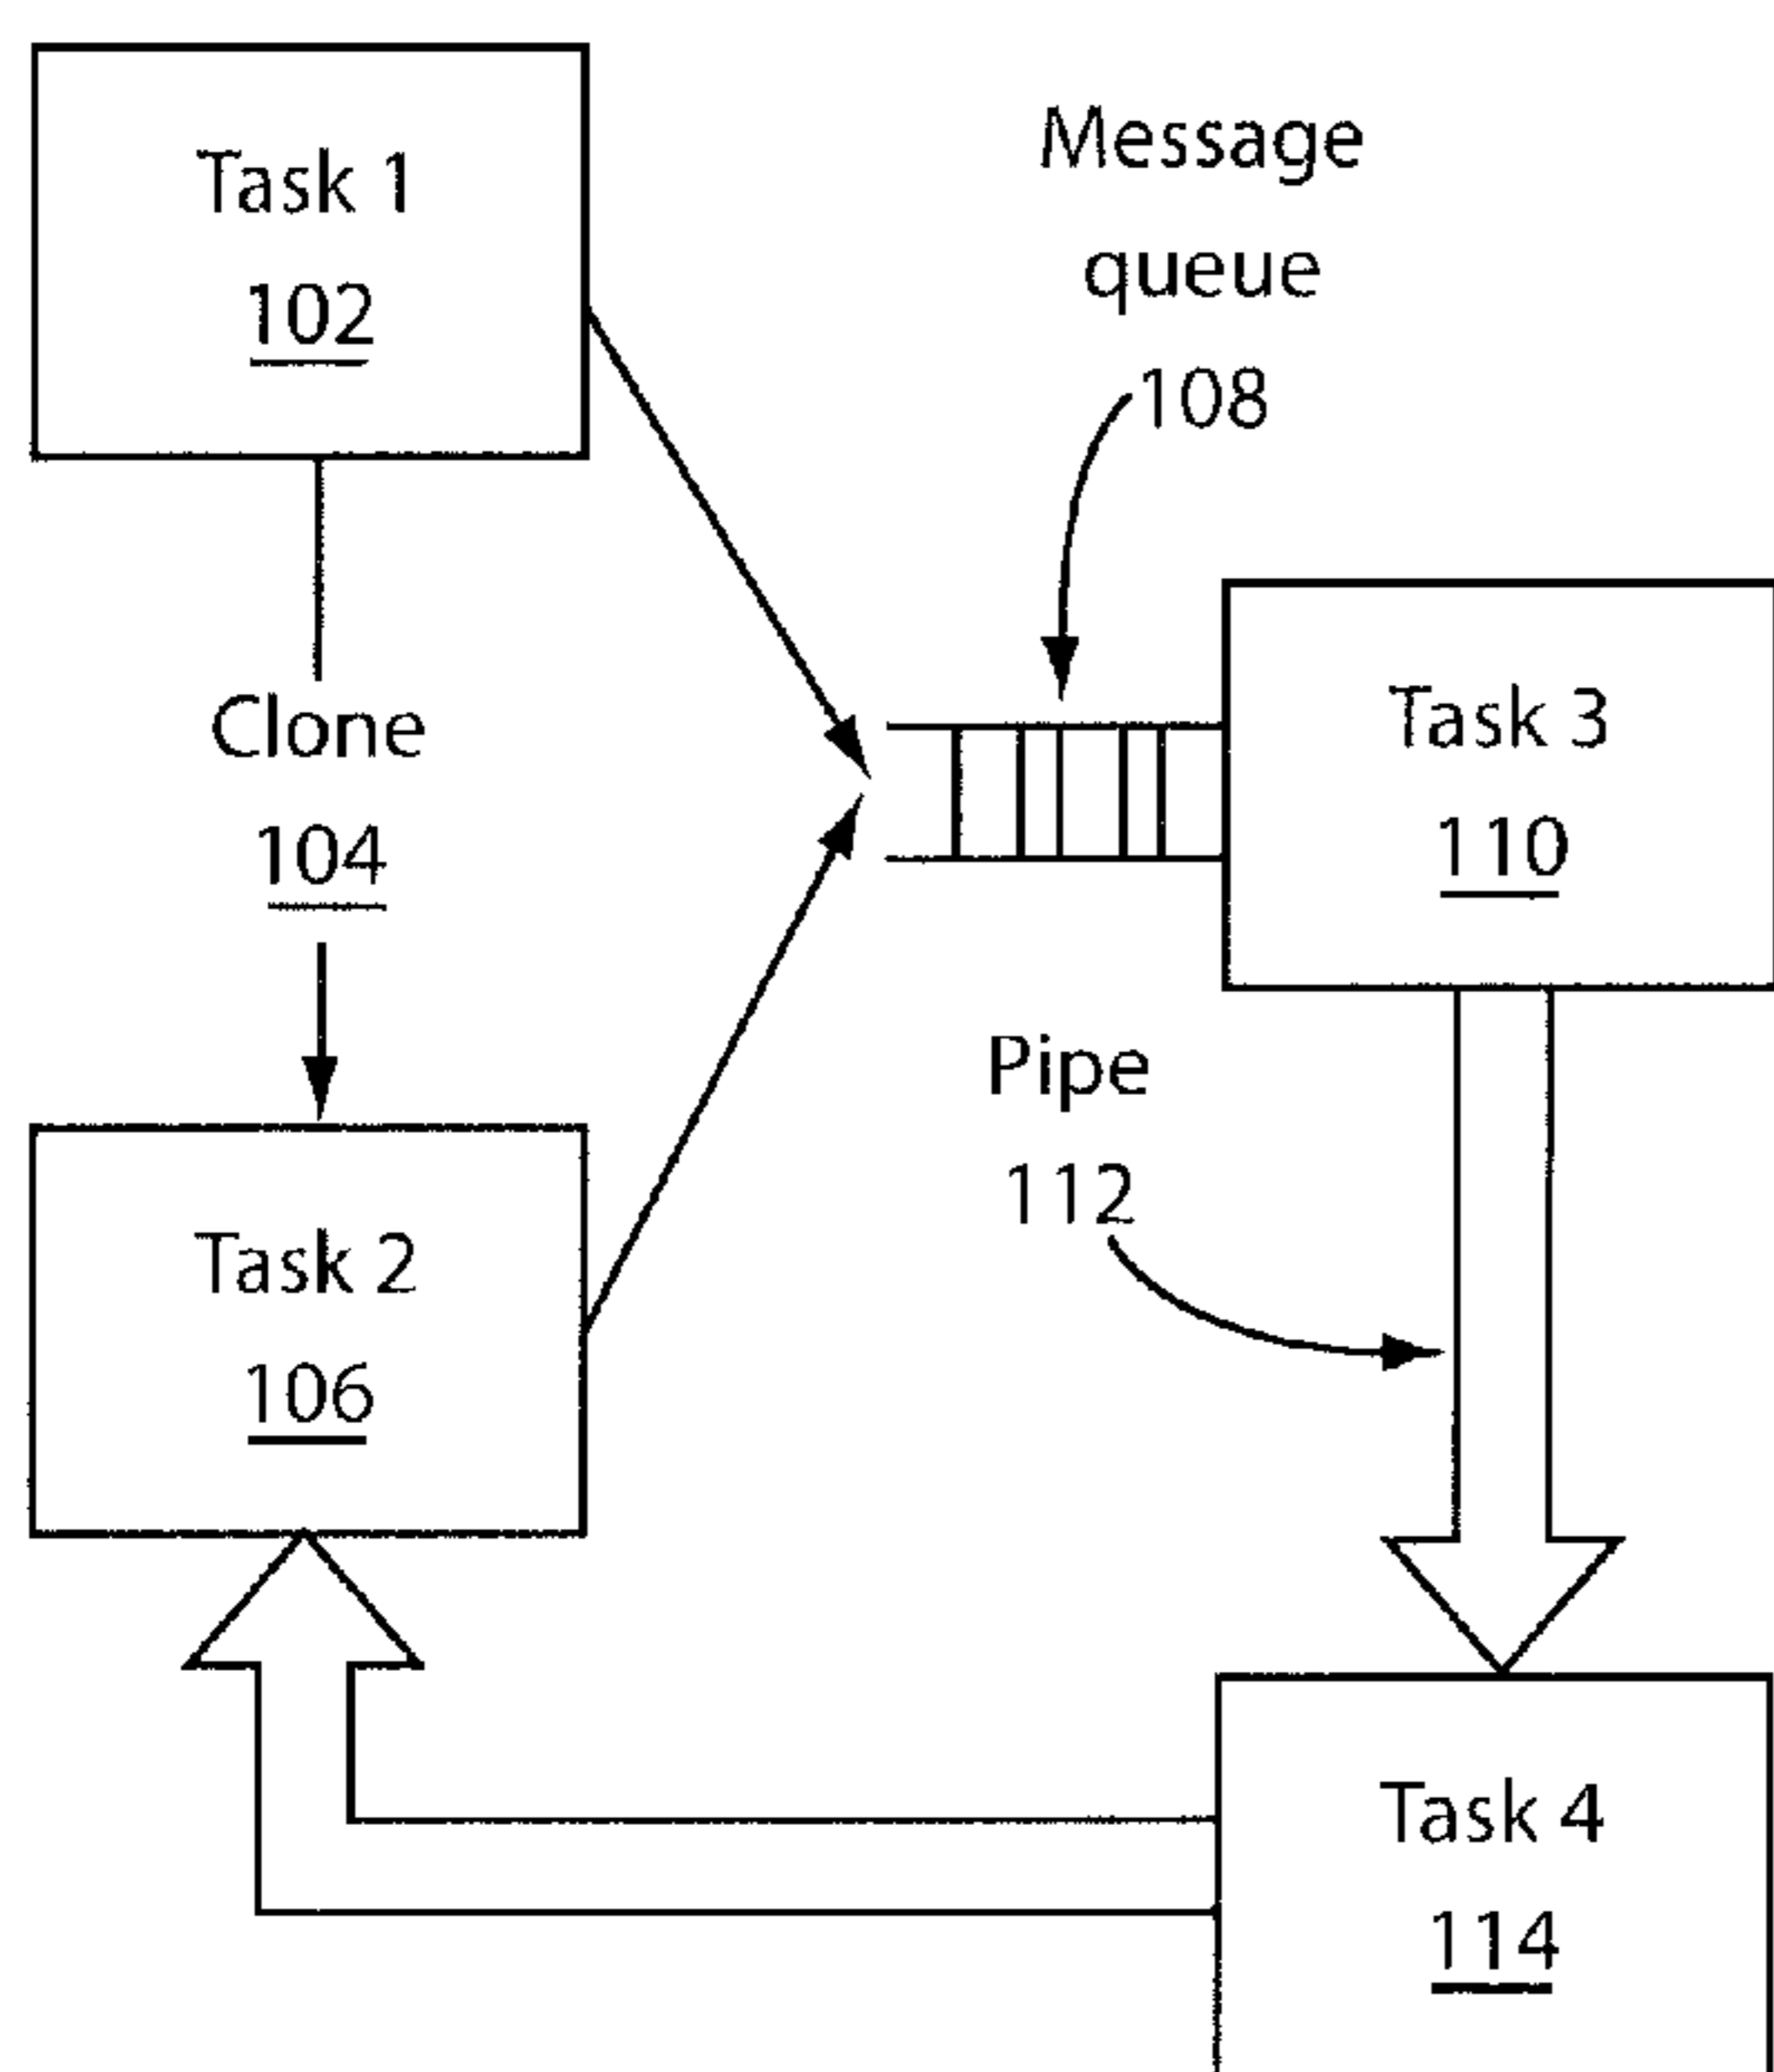 Task 1
102
Message
queue
108
Clone
104
Task 3
110
Pipe
112
Task 2
106
Task 4
114